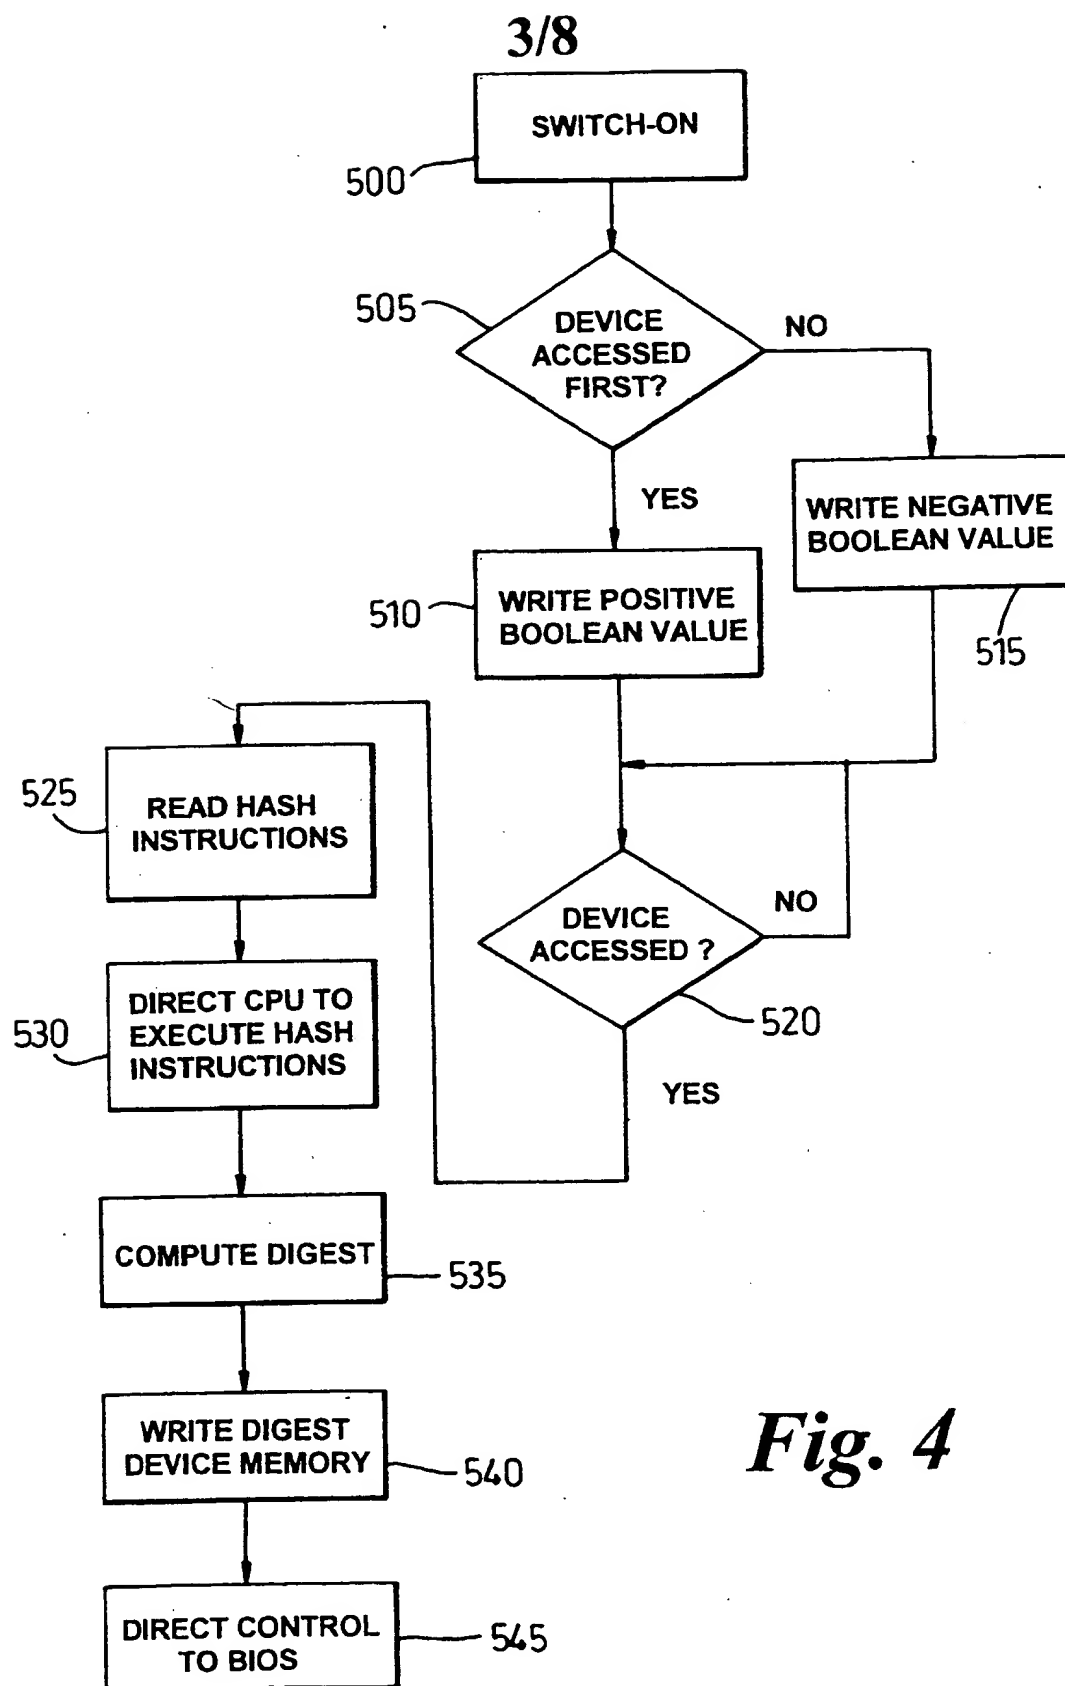 3/8
SWITCH-ON
500
505
DEVICE
ACCESSED
FIRST?
NO
YES
WRITE NEGATIVE
BOOLEAN VALUE
515
510
WRITE POSITIVE
BOOLEAN VALUE
525
READ HASH
INSTRUCTIONS
DEVICE
ACCESSED ?
NO
520
YES
530
DIRECT CPU TO
EXECUTE HASH
INSTRUCTIONS
COMPUTE DIGEST
535
WRITE DIGEST
DEVICE MEMORY
540
DIRECT CONTROL
TO BIOS
545
Fig. 4